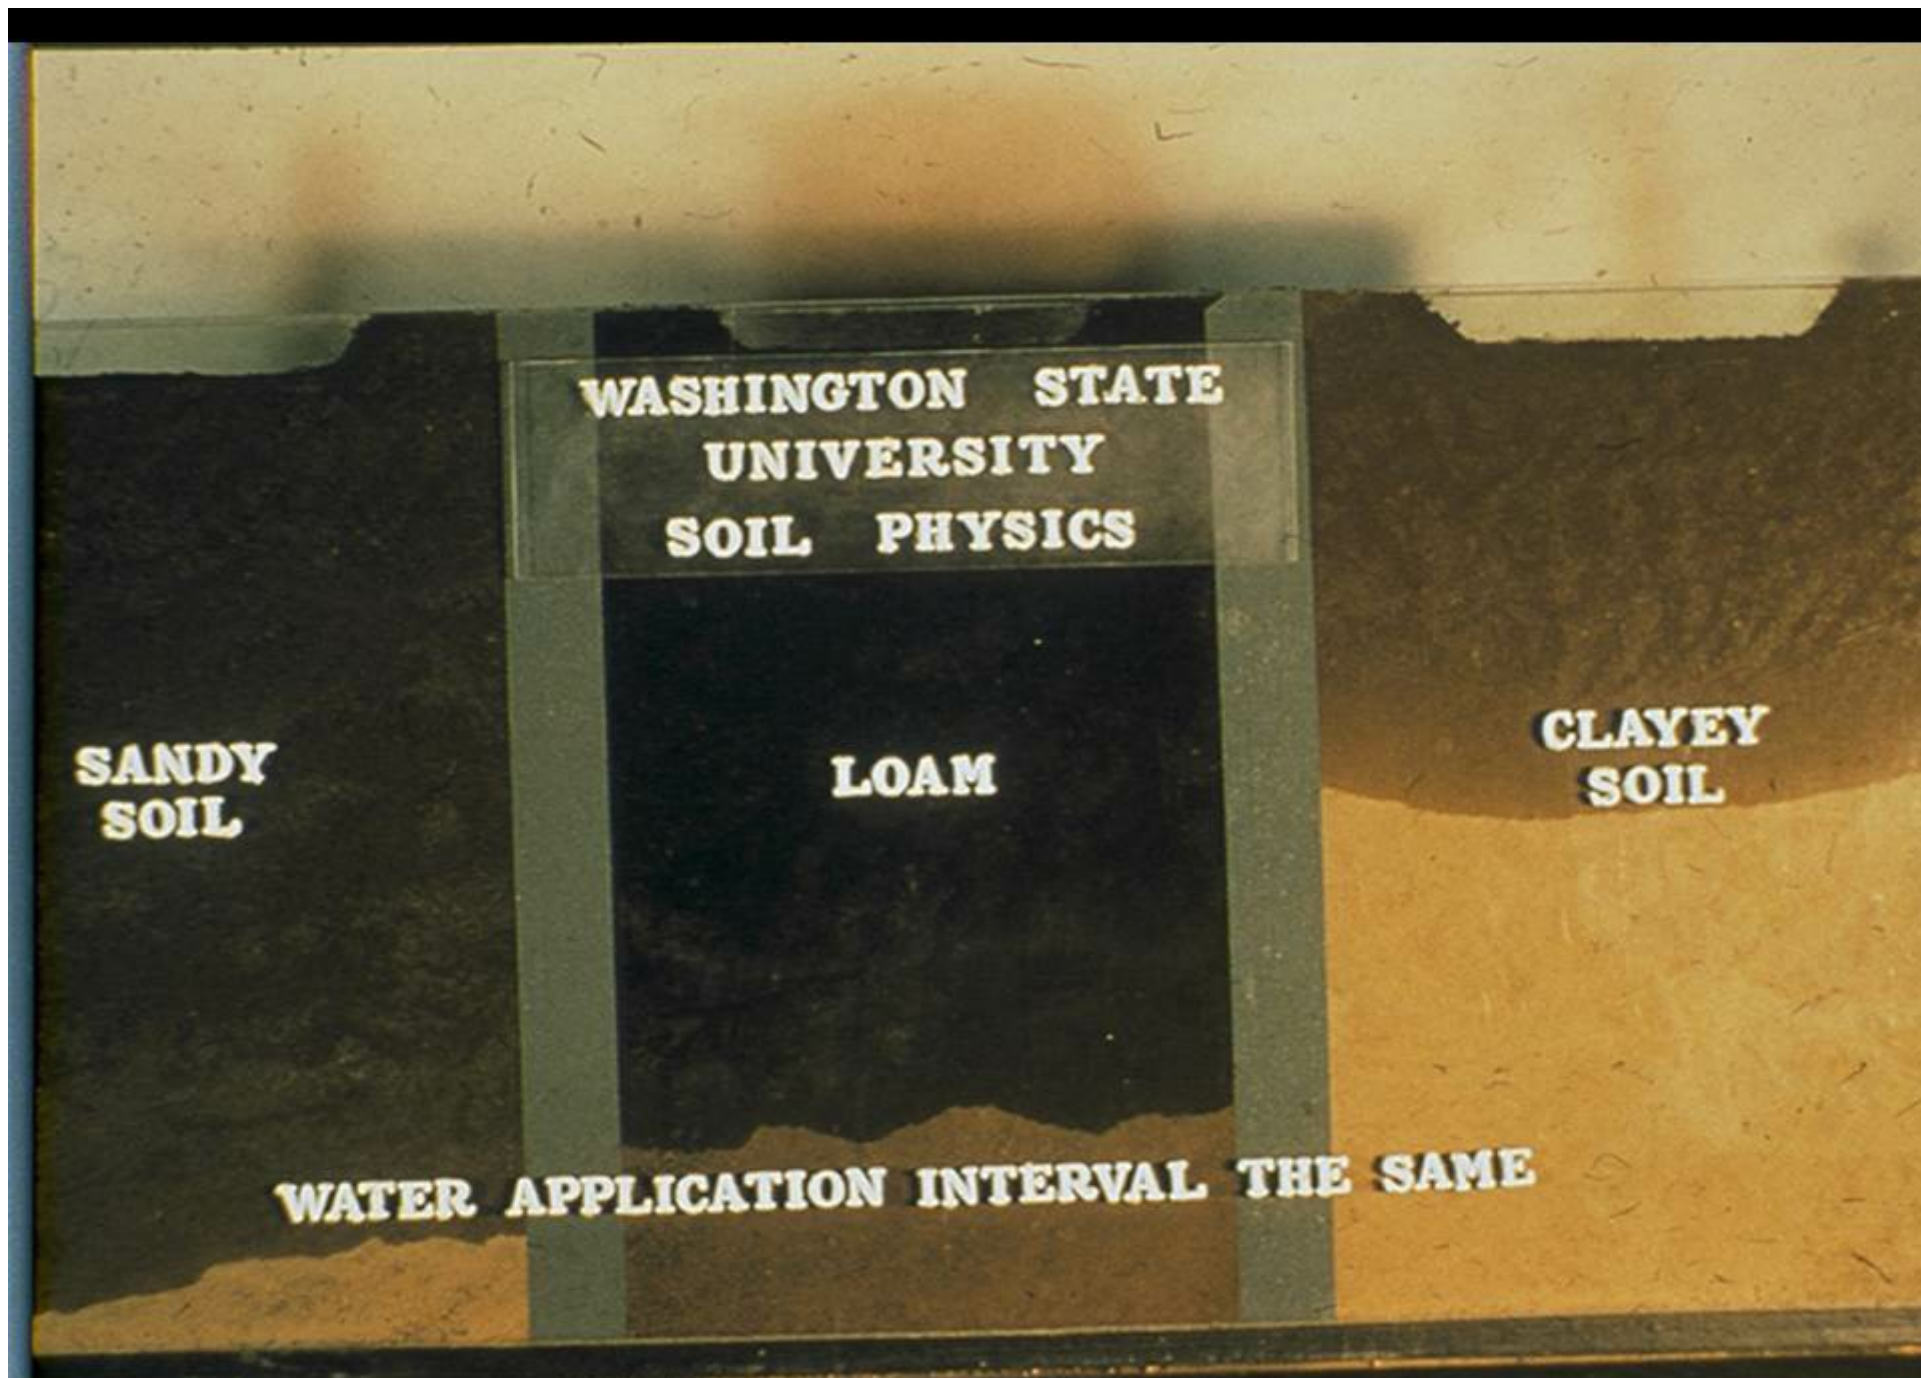 WASHINGTON STATE
UNIVERSITY
SOIL PHYSICS
SANDY
SOIL
LOAM
CLAYEY
SOIL
WATER APPLICATION INTERVAL THE SAME